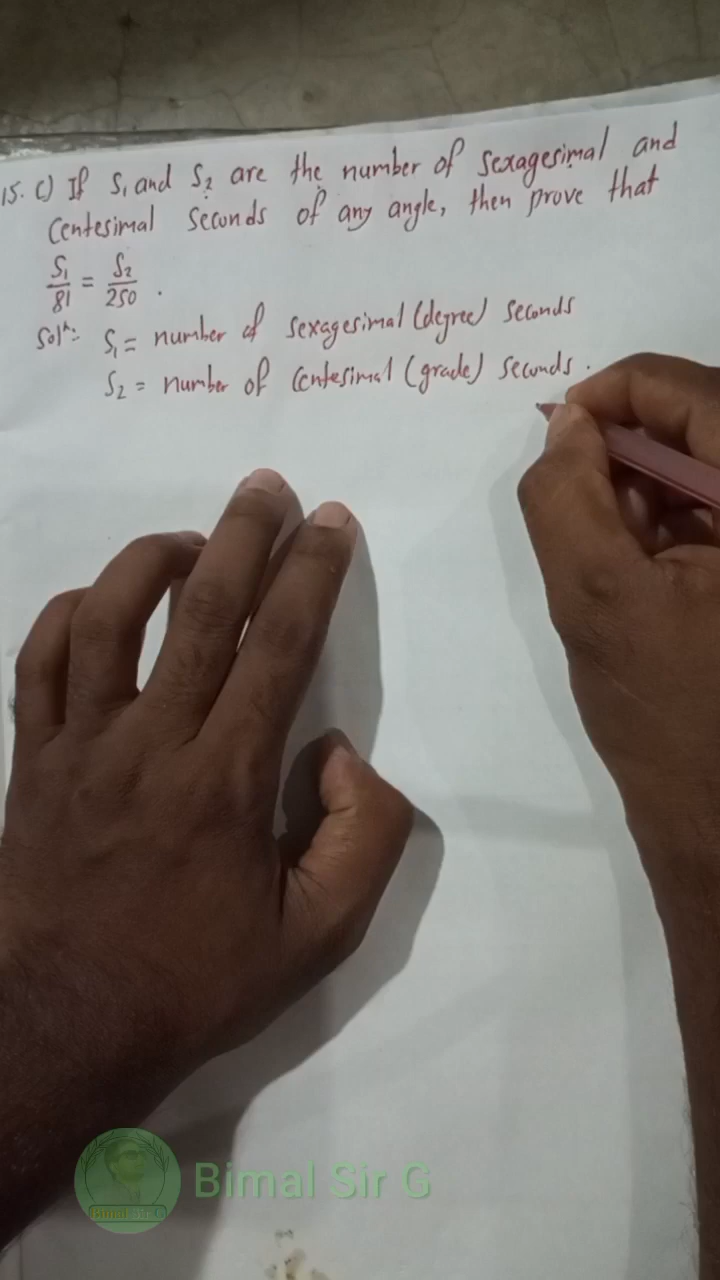 15. c) If S₁ and S₂ are the number of sexagesimal and
Centesimal Seconds of any angle, then prove that
S₁/81 = S₂/250 .
Solⁿ: S₁ = number of sexagesimal (degree) seconds
S₂ = number of Centesimal (grade) seconds.
Bimal Sir G
Bimal Sir G